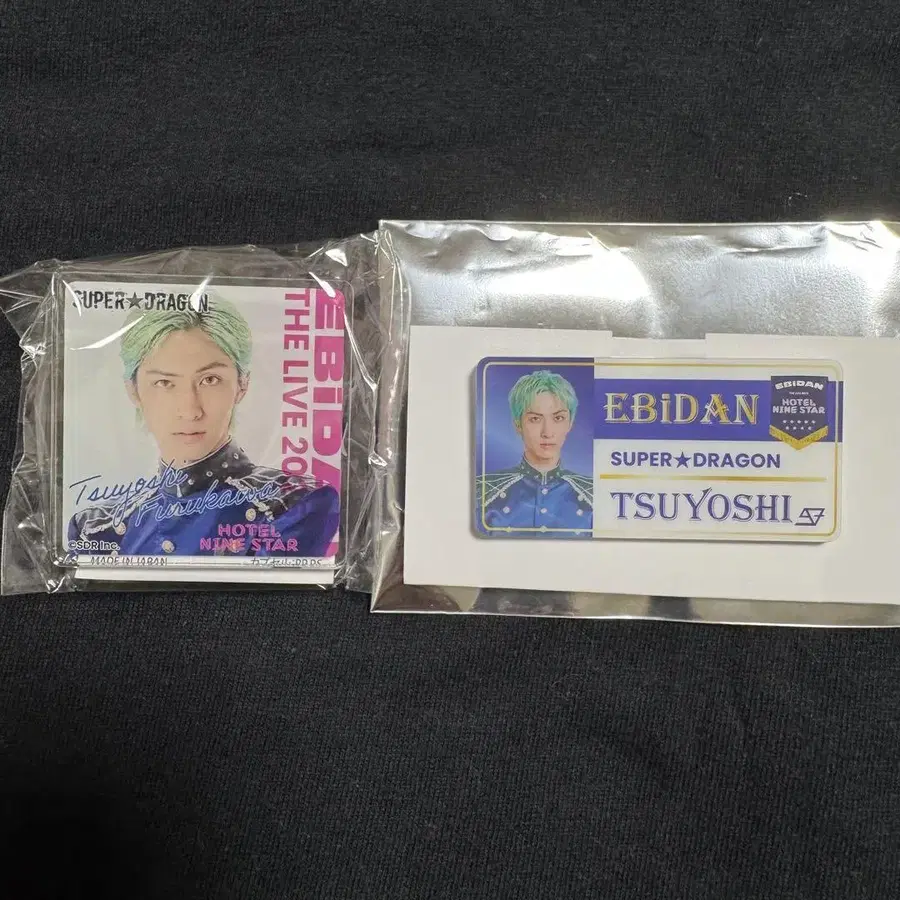 SUPER★DRAGON
EBiDA
THE LIVE 20
Tsuyoshi
Furukawa
HOTEL
NINE STAR
©SDR Inc.
MADE IN JAPAN
EBiDAN
SUPER★DRAGON
TSUYOSHI
EBiDAN
HOTEL
NINE STAR